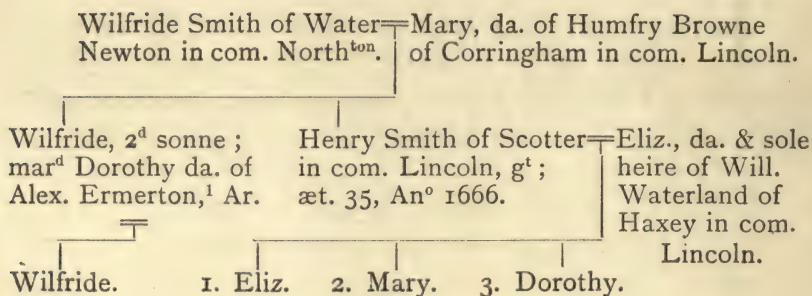 Wilfride Smith of Water Mary, da. of Humfry Browne
Newton in com. Northton. of Corringham in com. Lincoln.
Wilfride, 2d sonne ; Henry Smith of Scotter Eliz., da. & sole
mard Dorothy da. of in com. Lincoln, gt ; heire of Will.
Alex. Ermerton,1 Ar. æt. 35, Ano 1666. Waterland of
Haxey in com.
Lincoln.
Wilfride. 1. Eliz. 2. Mary. 3. Dorothy.